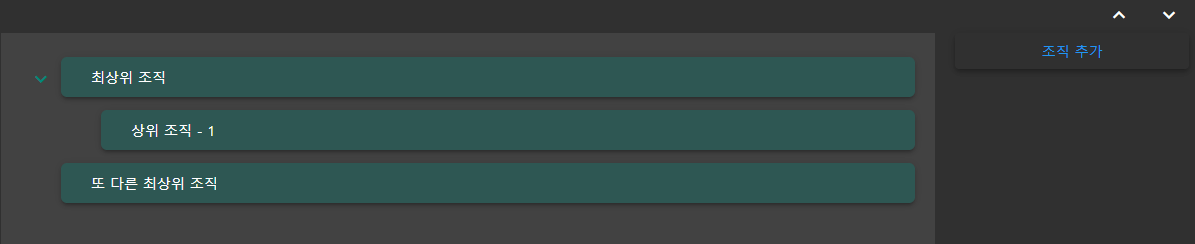 최상위 조직
조직 추가
상위 조직 - 1
또 다른 최상위 조직